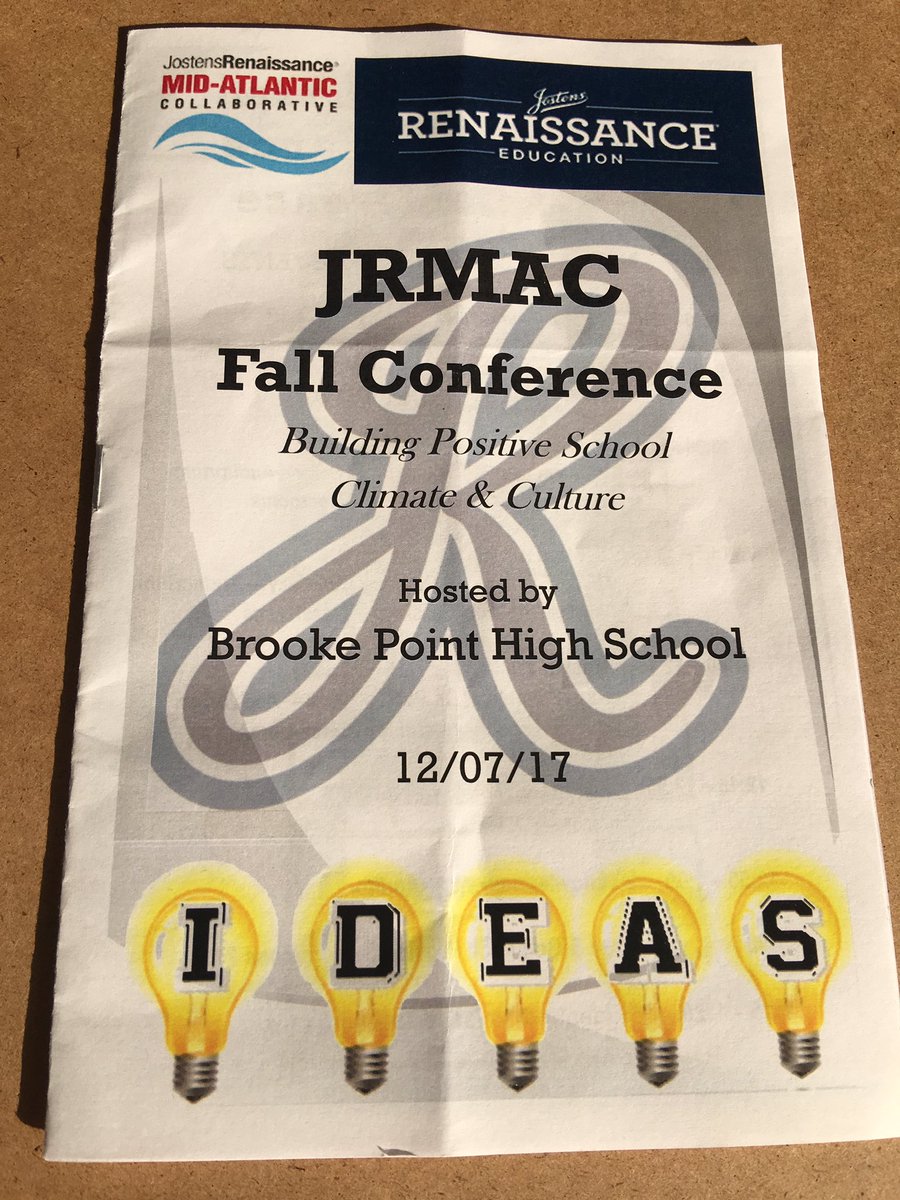 JostensRenaissance®
MID-ATLANTIC
COLLABORATIVE
Jostens
RENAISSANCE
EDUCATION
JRMAC
Fall Conference
Building Positive School
Climate & Culture
Hosted by
Brooke Point High School
12/07/17
IDEAS